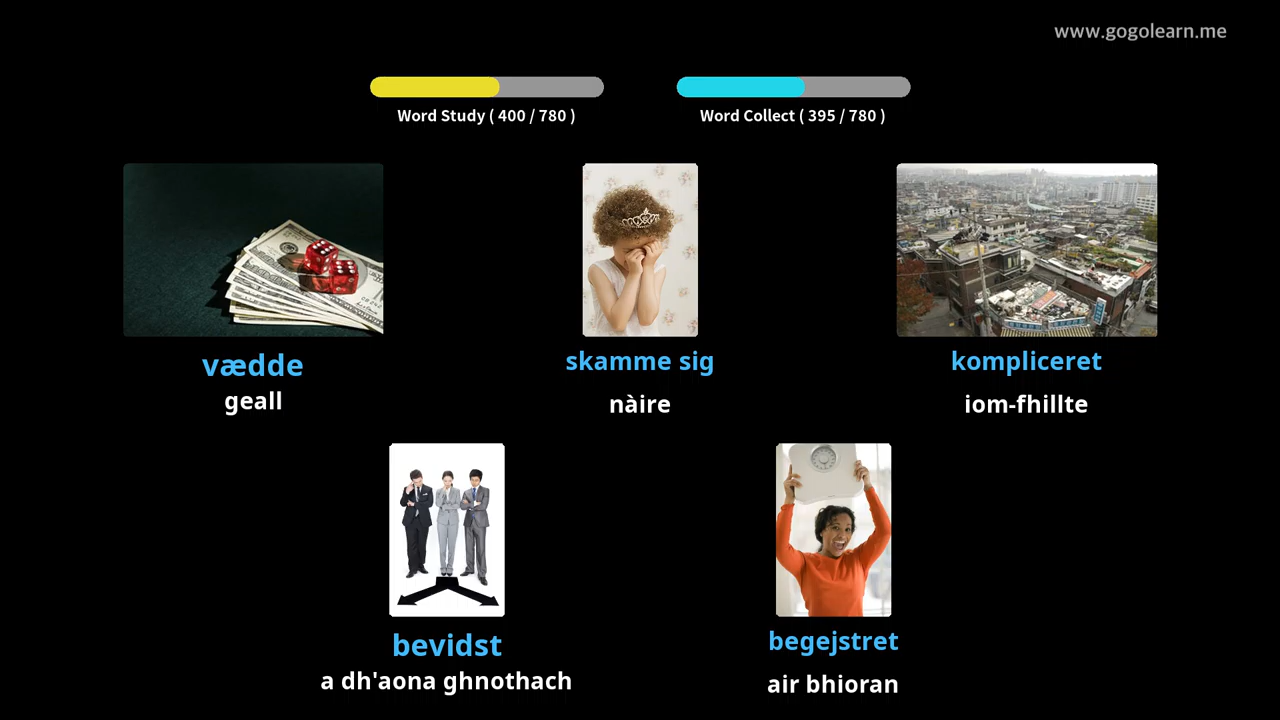 www.gogolearn.me
Word Study ( 400 / 780 )
Word Collect ( 395 / 780 )
vædde
geall
skamme sig
nàire
kompliceret
iom-fhillte
bevidst
a dh'aona ghnothach
begejstret
air bhioran